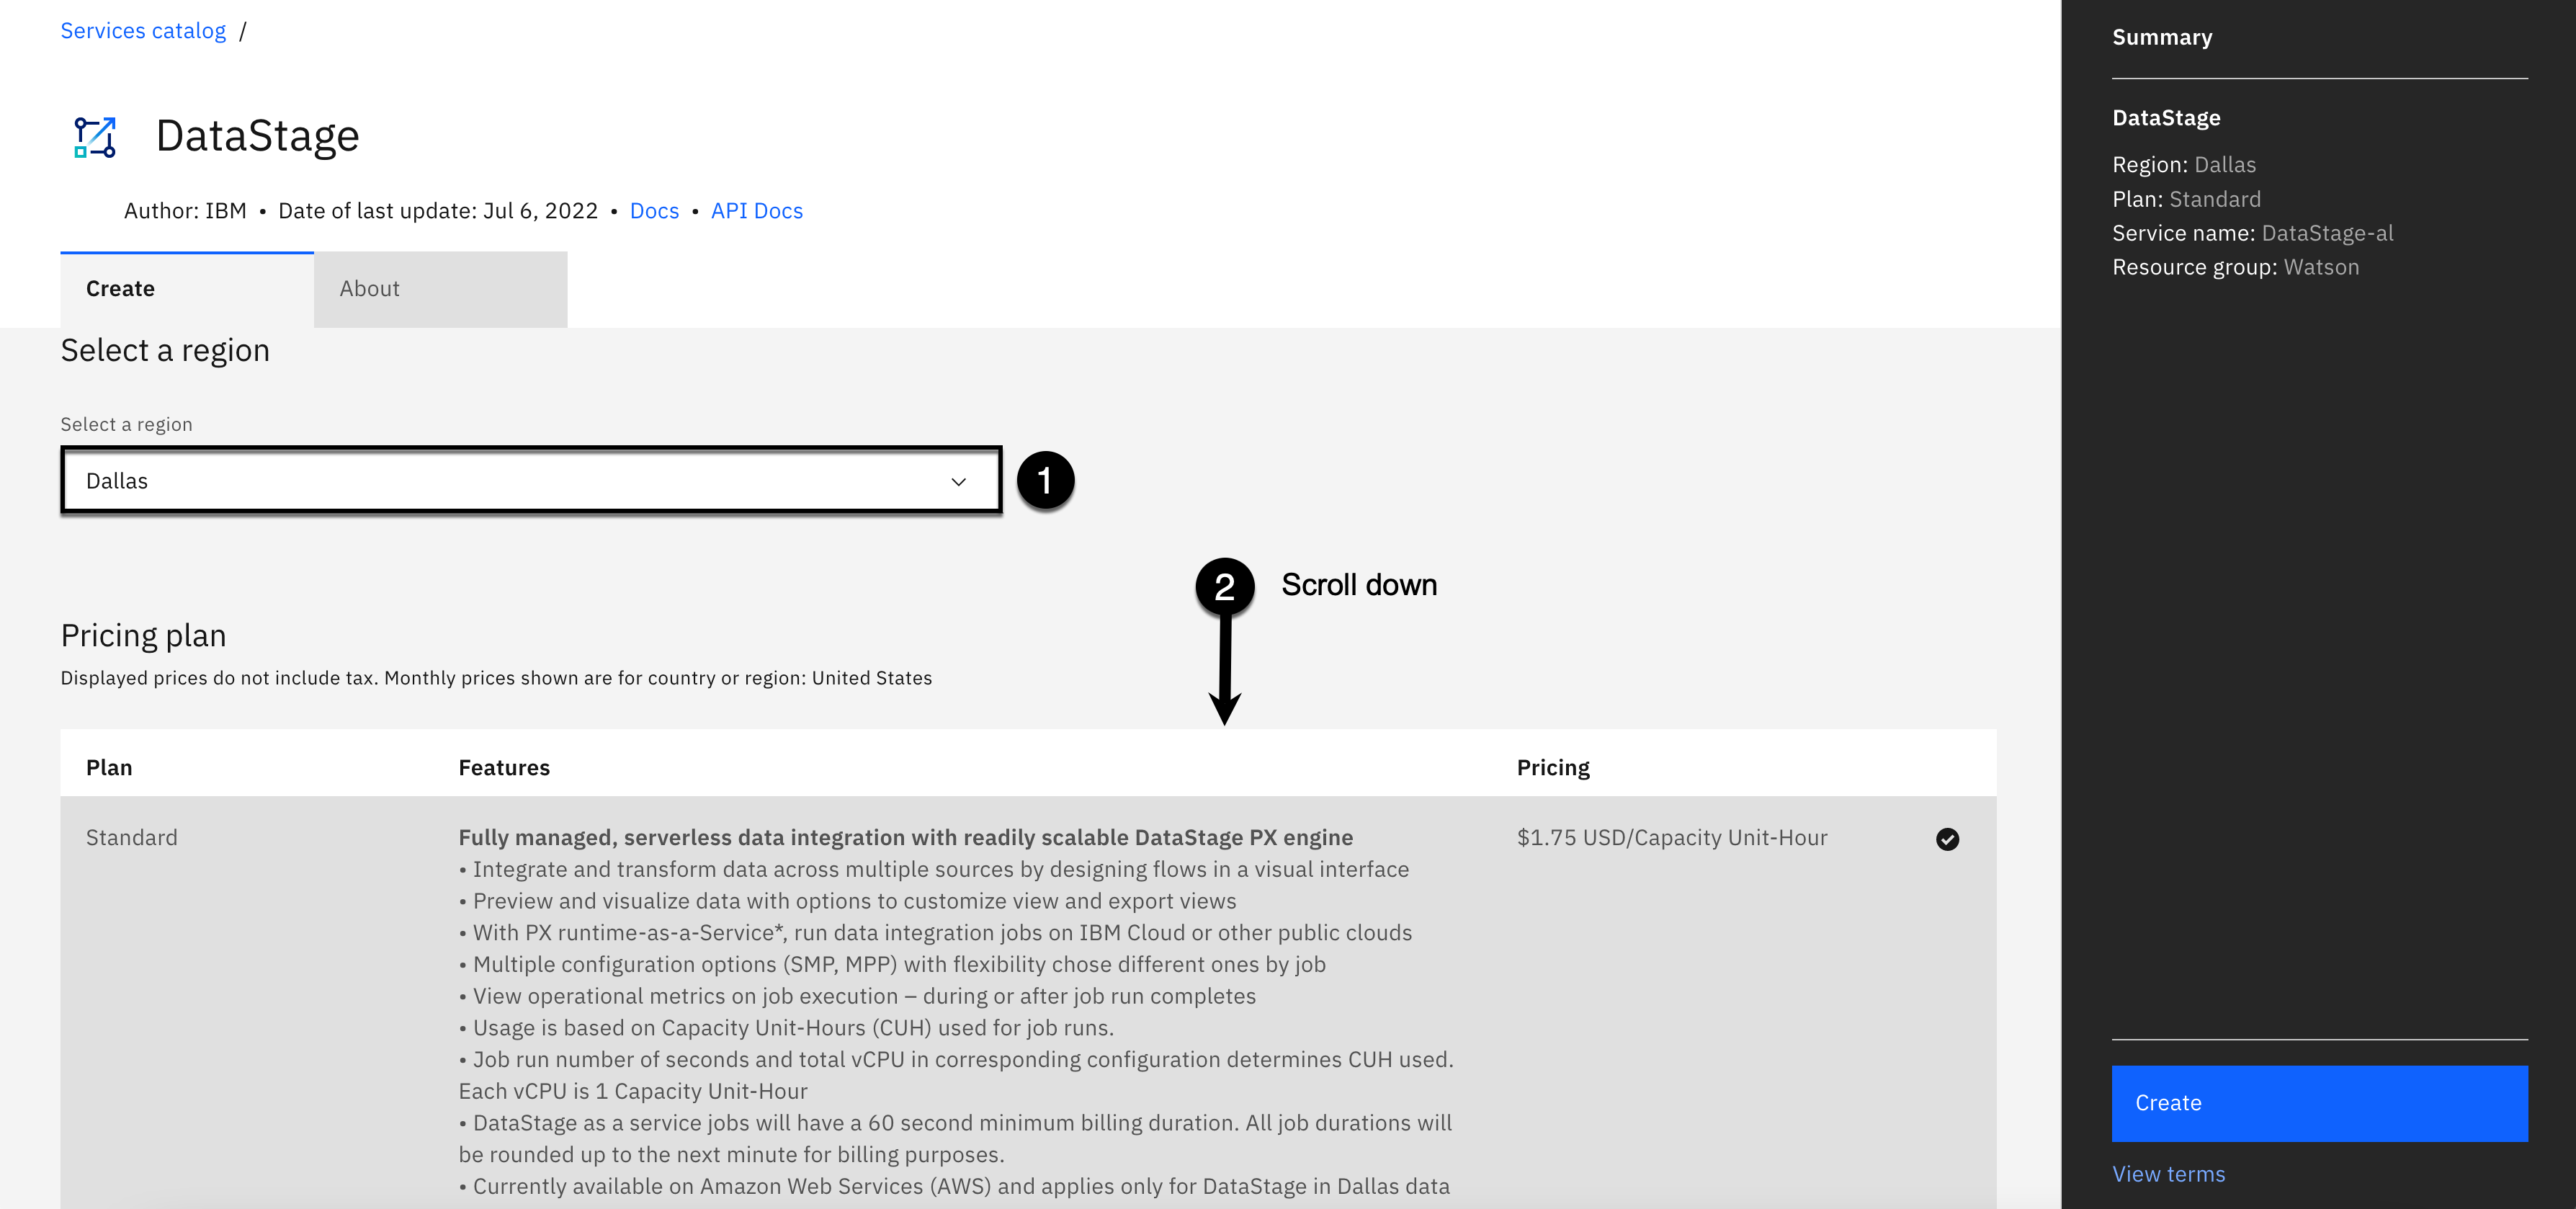 Services catalog /
DataStage
Author: IBM • Date of last update: Jul 6, 2022 • Docs • API Docs
Create
About
Select a region
Select a region
Dallas
1
2 Scroll down
Pricing plan
Displayed prices do not include tax. Monthly prices shown are for country or region: United States
Plan Features Pricing
Standard
Fully managed, serverless data integration with readily scalable DataStage PX engine
• Integrate and transform data across multiple sources by designing flows in a visual interface
• Preview and visualize data with options to customize view and export views
• With PX runtime-as-a-Service*, run data integration jobs on IBM Cloud or other public clouds
• Multiple configuration options (SMP, MPP) with flexibility chose different ones by job
• View operational metrics on job execution – during or after job run completes
• Usage is based on Capacity Unit-Hours (CUH) used for job runs.
• Job run number of seconds and total vCPU in corresponding configuration determines CUH used.
Each vCPU is 1 Capacity Unit-Hour
• DataStage as a service jobs will have a 60 second minimum billing duration. All job durations will
be rounded up to the next minute for billing purposes.
• Currently available on Amazon Web Services (AWS) and applies only for DataStage in Dallas data
$1.75 USD/Capacity Unit-Hour
Summary
DataStage
Region: Dallas
Plan: Standard
Service name: DataStage-al
Resource group: Watson
Create
View terms